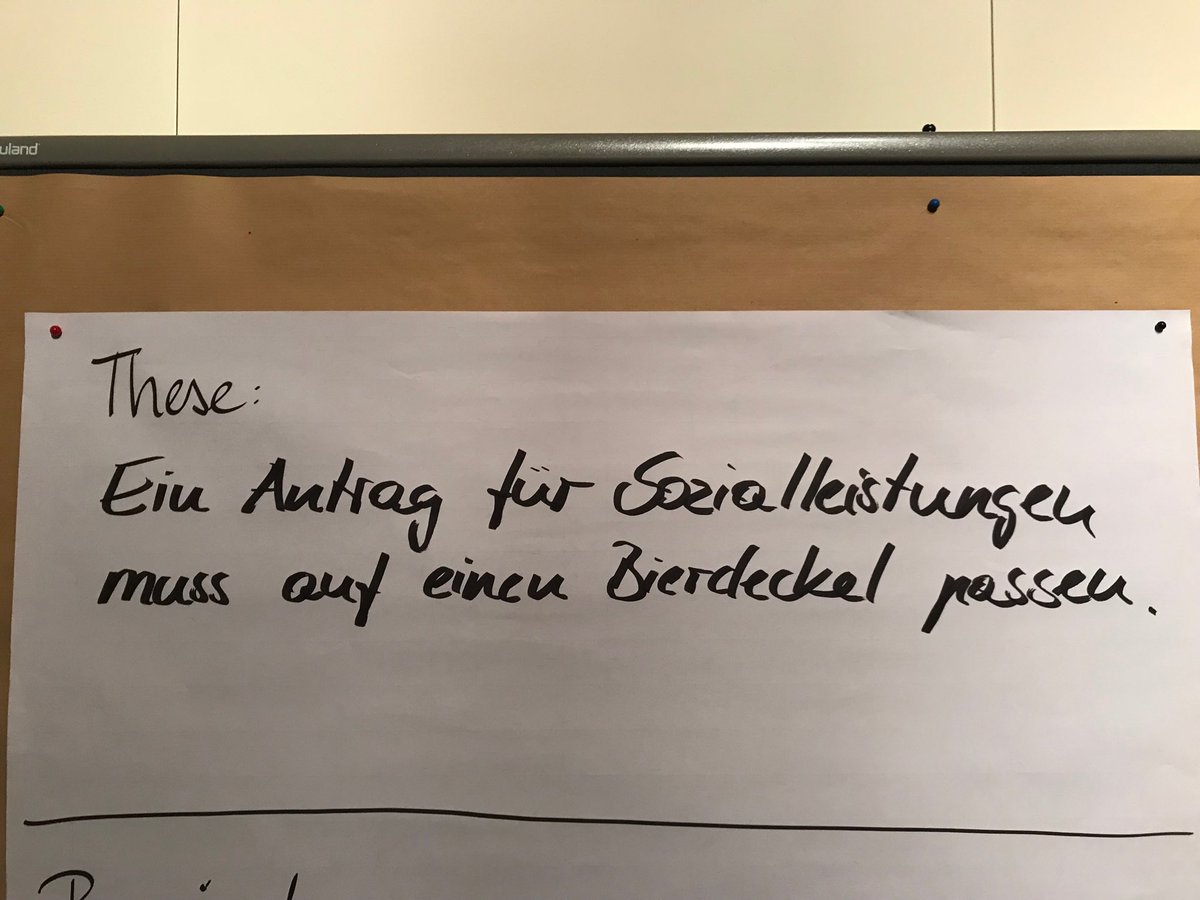 uland
These:
Ein Antrag für Sozialleistungen
muss auf einen Bierdeckel passen.